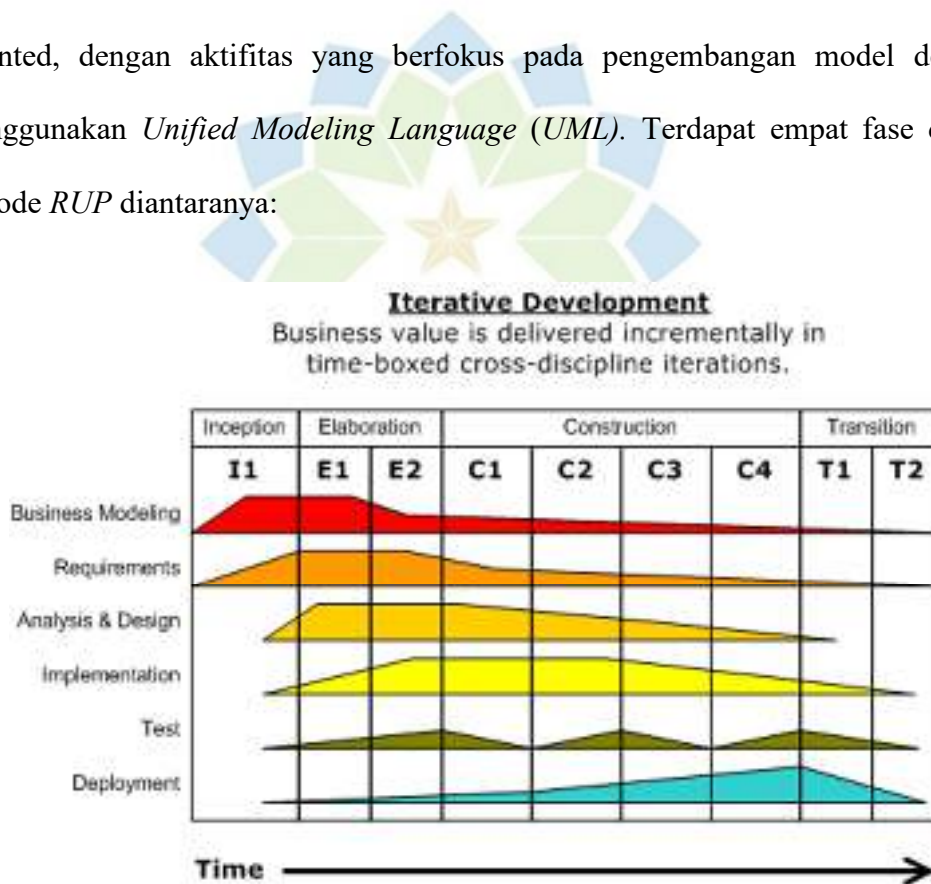 nted, dengan aktifitas yang berfokus pada pengembangan model d
nggunakan Unified Modeling Language (UML). Terdapat empat fase
ode RUP diantaranya:
Iterative Development
Business value is delivered incrementally in
time-boxed cross-discipline iterations.
Inception Elaboration Construction Transition
I1 E1 E2 C1 C2 C3 C4 T1 T2
Business Modeling
Requirements
Analysis & Design
Implementation
Test
Deployment
Time